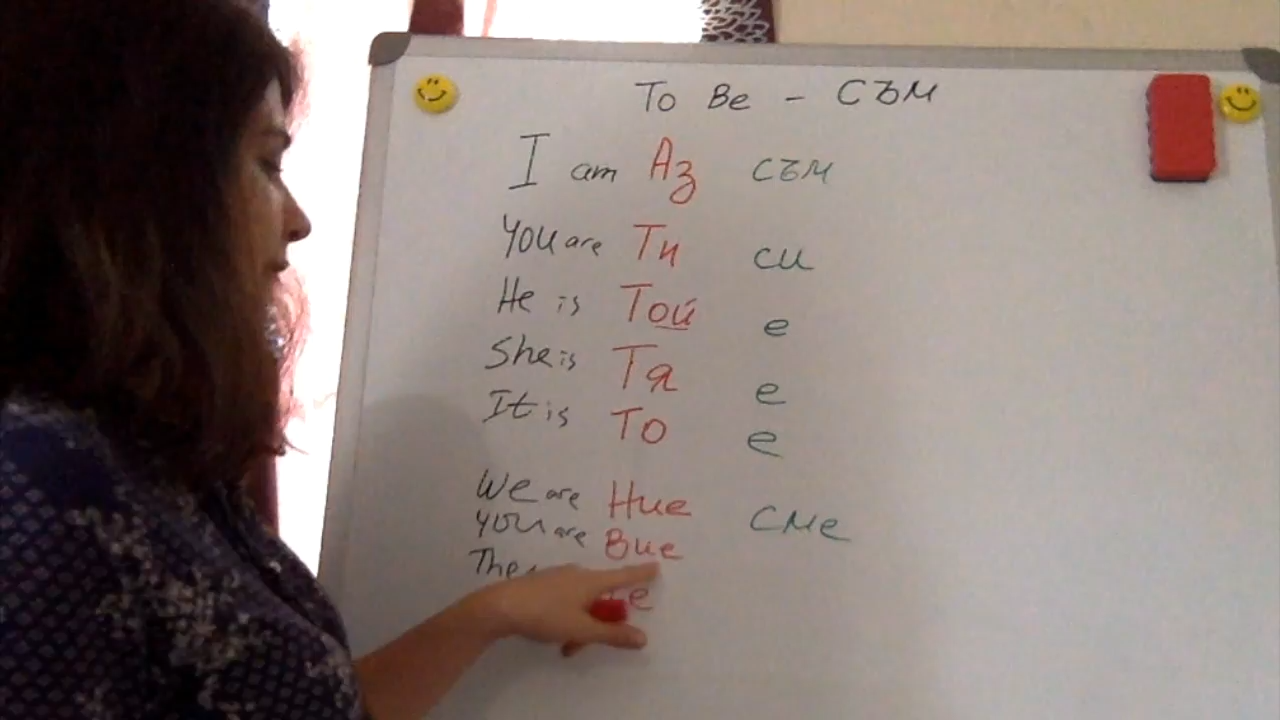 To Be - Съм
I am Аз съм
You are Ти си
He is Той е
She is Тя е
It is То е
We are Ние сме
You are Вие
Те